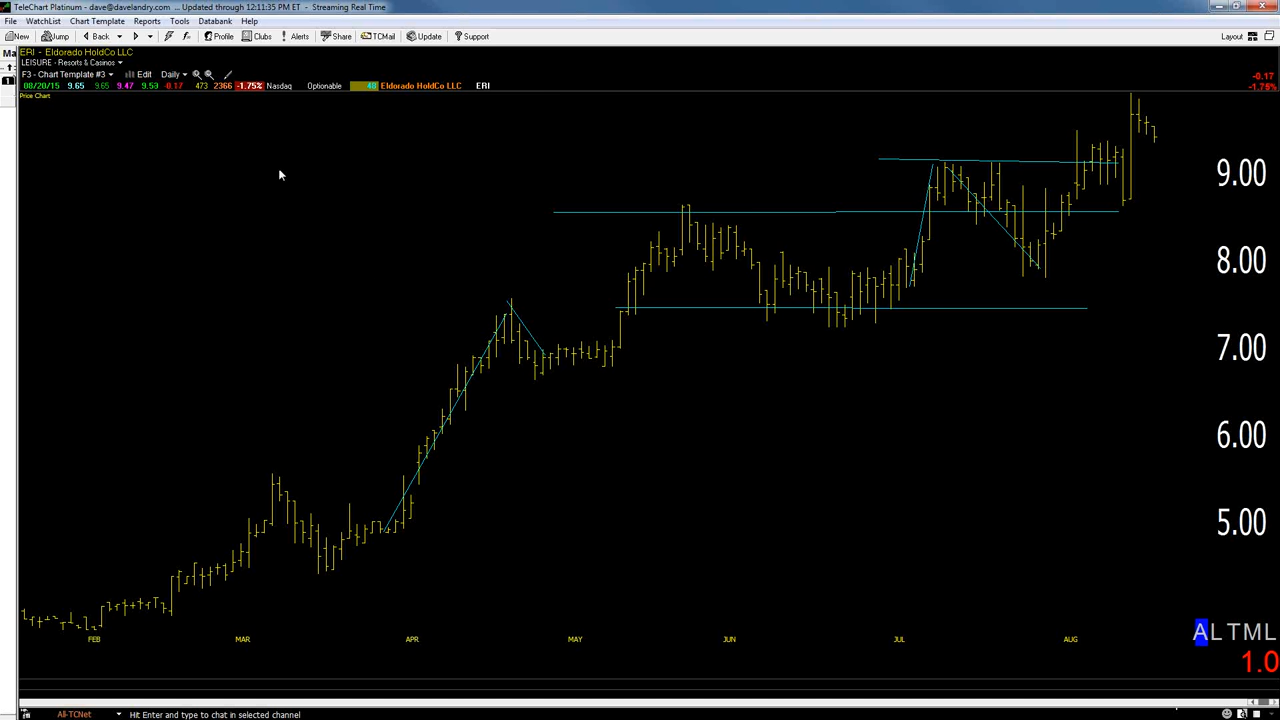 TeleChart Platinum - dave@davelandry.com ... Updated through 12:11:35 PM ET - Streaming Real Time
File WatchList Chart Template Reports Tools Databank Help
New Jump Back Profile Clubs Alerts Share TCMail Update Support Layout
ERI - Eldorado HoldCo LLC
LEISURE - Resorts & Casinos
F3 - Chart Template #3 Edit Daily
-0.17
08/20/15 9.65 9.65 9.47 9.53 -0.17 473 2366 -1.75% Nasdaq Optionable 48 Eldorado HoldCo LLC ERI
-1.75%
Price Chart
1
9.00
8.00
7.00
6.00
5.00
ALTML
FEB MAR APR MAY JUN JUL AUG
1.0
All-TCNet Hit Enter and type to chat in selected channel